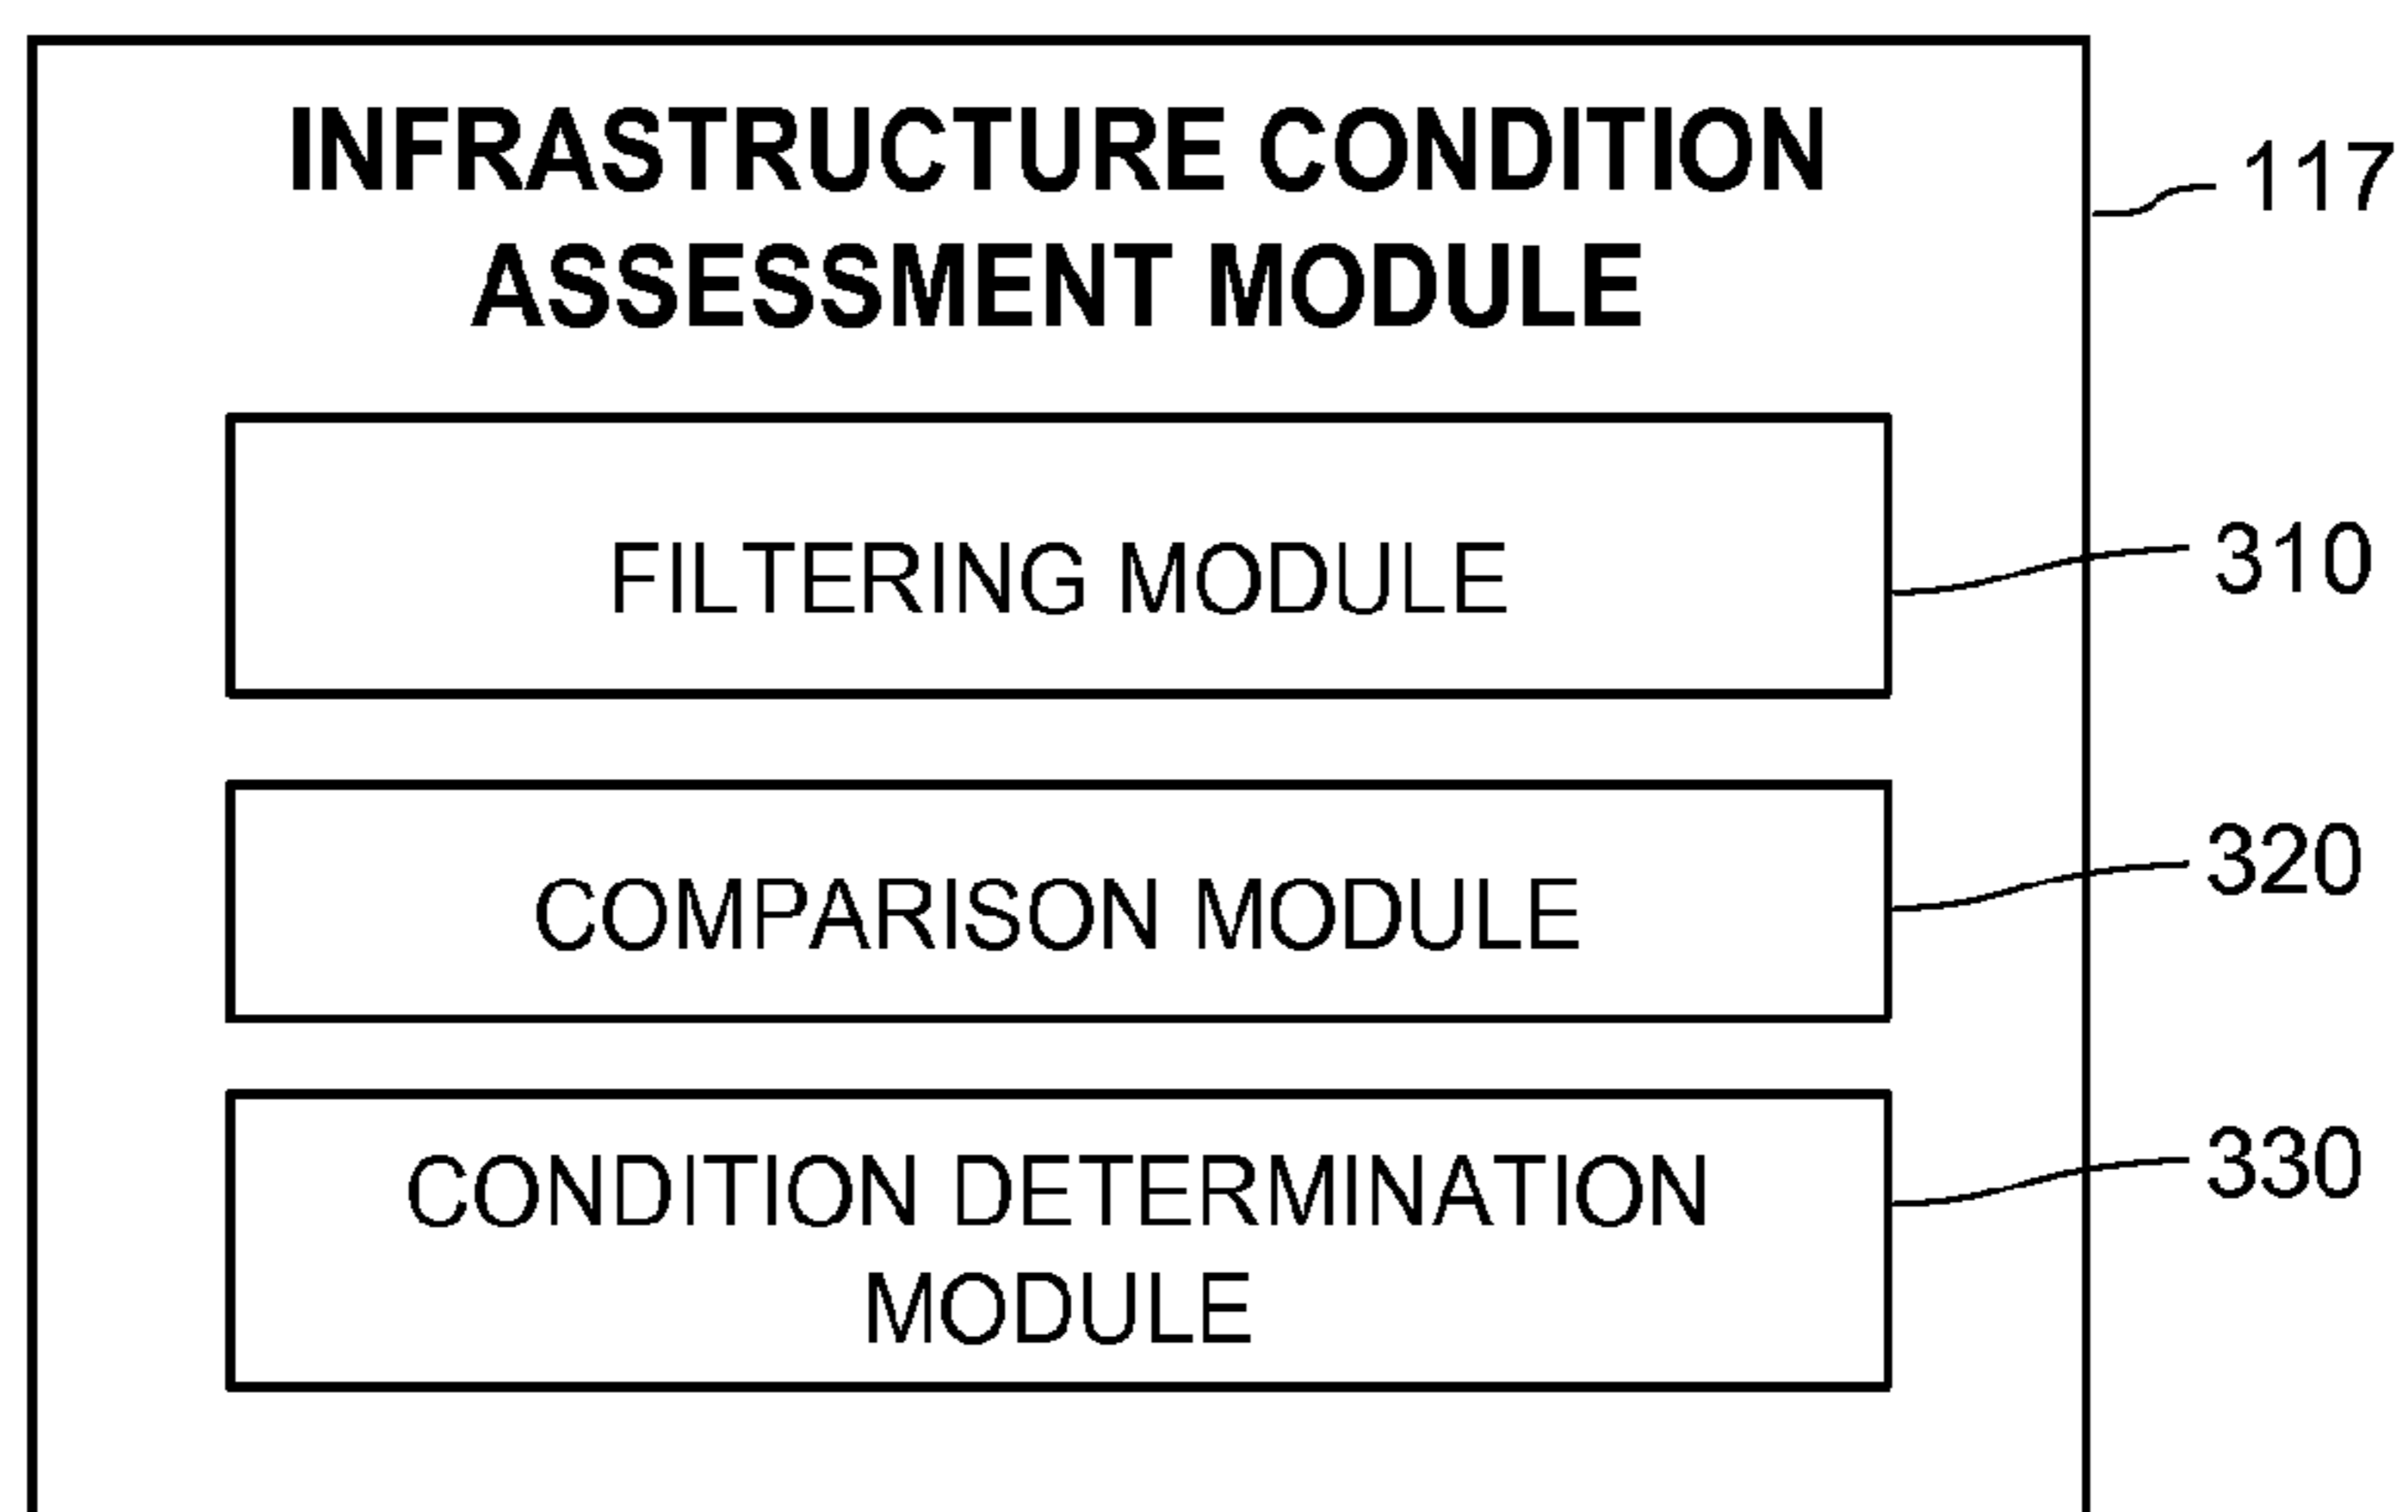 INFRASTRUCTURE CONDITION
ASSESSMENT MODULE
117
FILTERING MODULE
310
COMPARISON MODULE
320
CONDITION DETERMINATION
MODULE
330